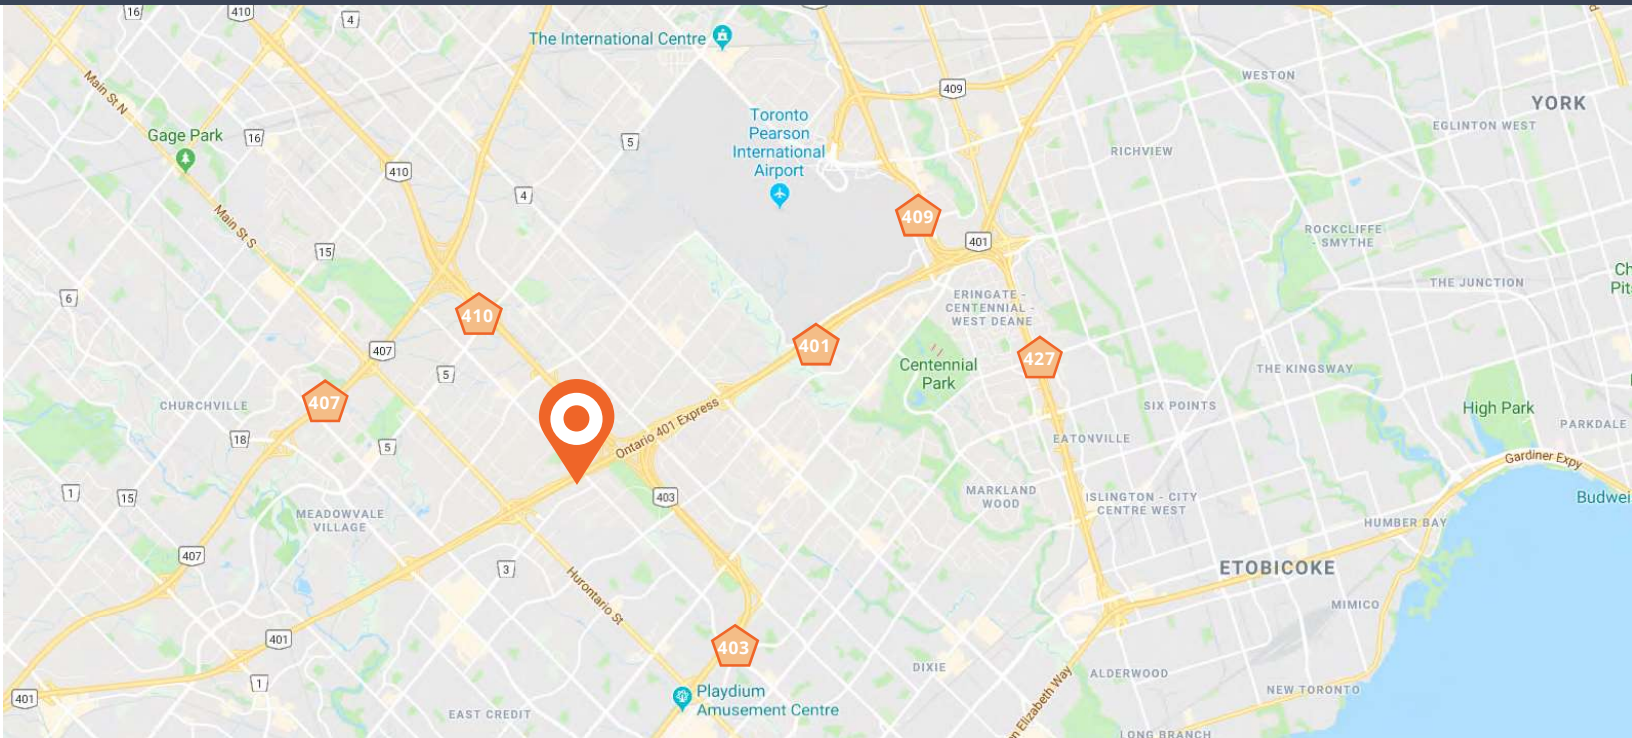 16
410
4
The International Centre
WESTON
Main St N
409
YORK
Toronto
Pearson
International
Airport
EGLINTON WEST
Gage Park
16
5
RICHVIEW
410
4
Main St S
409
401
ROCKCLIFFE
- SMYTHE
15
6
ERINGATE -
CENTENNIAL -
WEST DEANE
THE JUNCTION
Ch
Pit
410
401
407
427
Centennial
Park
THE KINGSWAY
5
407
CHURCHVILLE
SIX POINTS
High Park
PARKDALE
Ontario 401 Express
18
5
EATONVILLE
Gardiner Expy
1
15
403
MARKLAND
WOOD
ISLINGTON - CITY
CENTRE WEST
Budwei
MEADOWVALE
VILLAGE
HUMBER BAY
407
3
ETOBICOKE
Hurontario St
MIMICO
401
403
DIXIE
ALDERWOOD
1
401
NEW TORONTO
Playdium
Amusement Centre
n Elizabeth Way
EAST CREDIT
LONG BRANCH